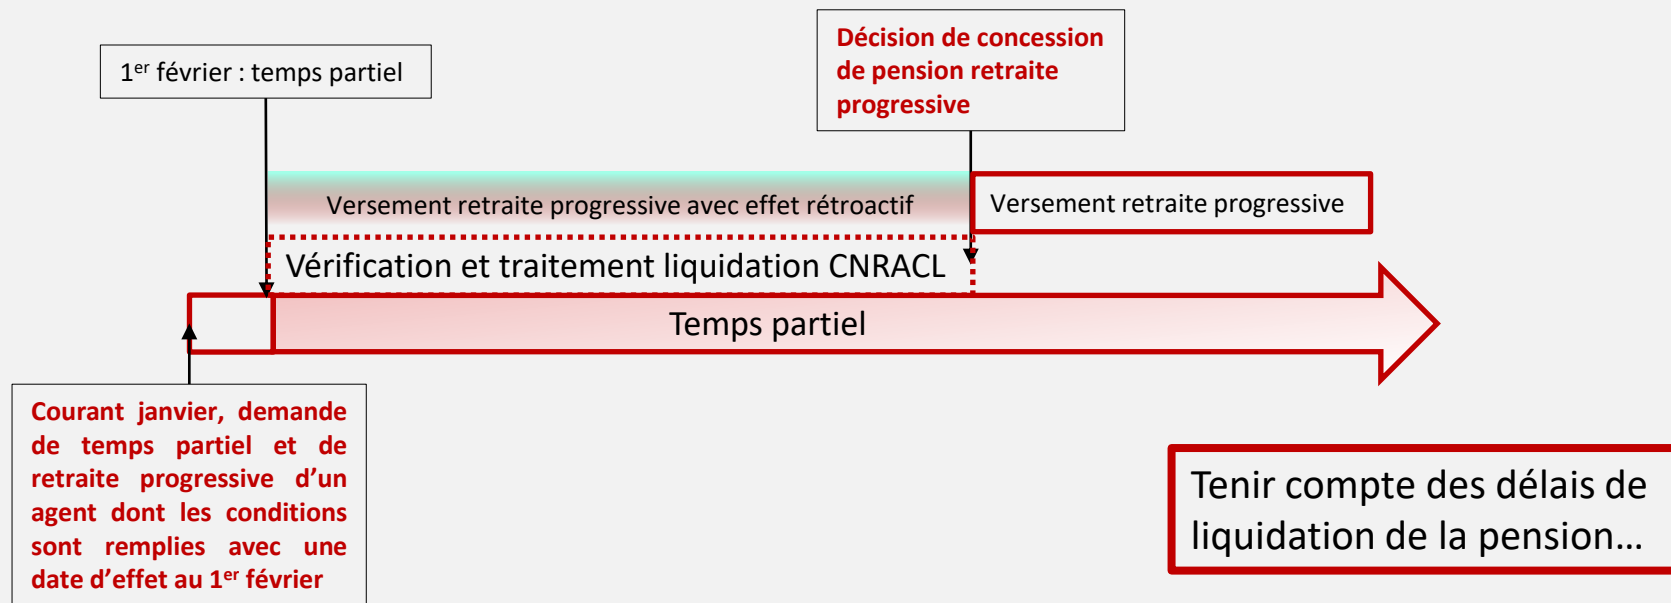 1er février : temps partiel
Décision de concession
de pension retraite
progressive
Versement retraite progressive avec effet rétroactif
Versement retraite progressive
Vérification et traitement liquidation CNRACL
Temps partiel
Courant janvier, demande
de temps partiel et de
retraite progressive d’un
agent dont les conditions
sont remplies avec une
date d’effet au 1er février
Tenir compte des délais de
liquidation de la pension…